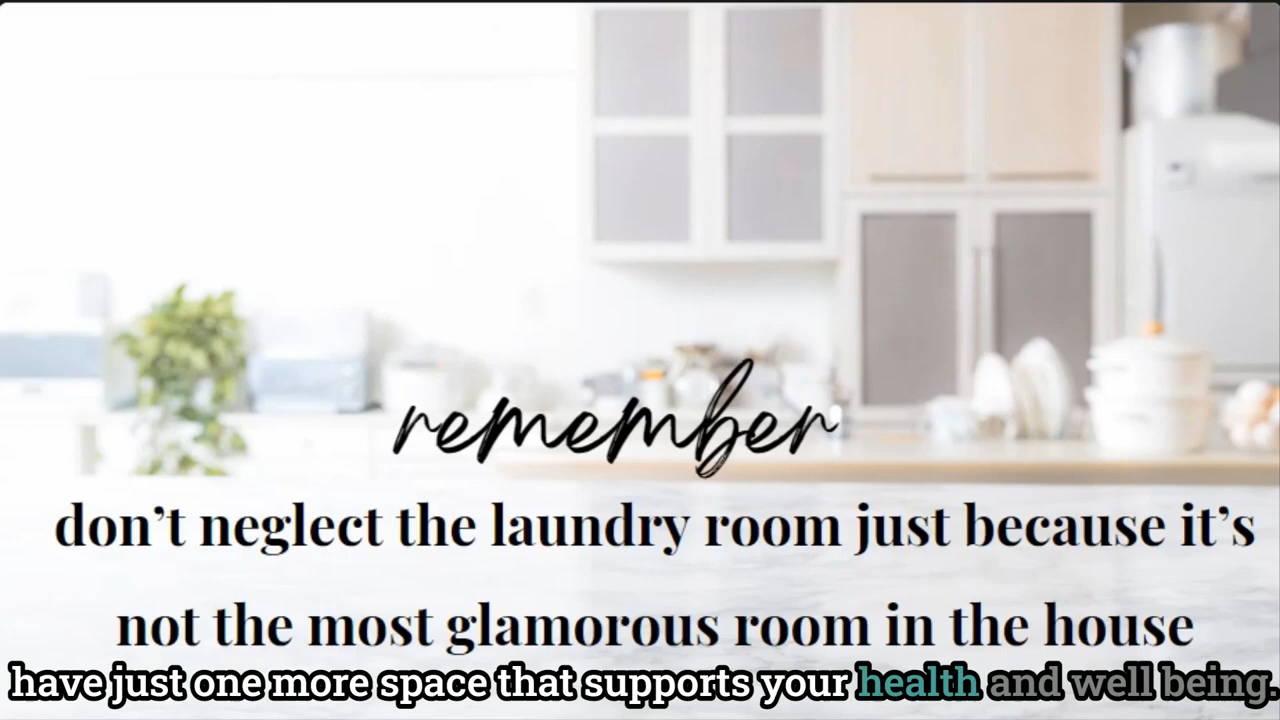 remember
don’t neglect the laundry room just because it’s
not the most glamorous room in the house
have just one more space that supports your health and well being.